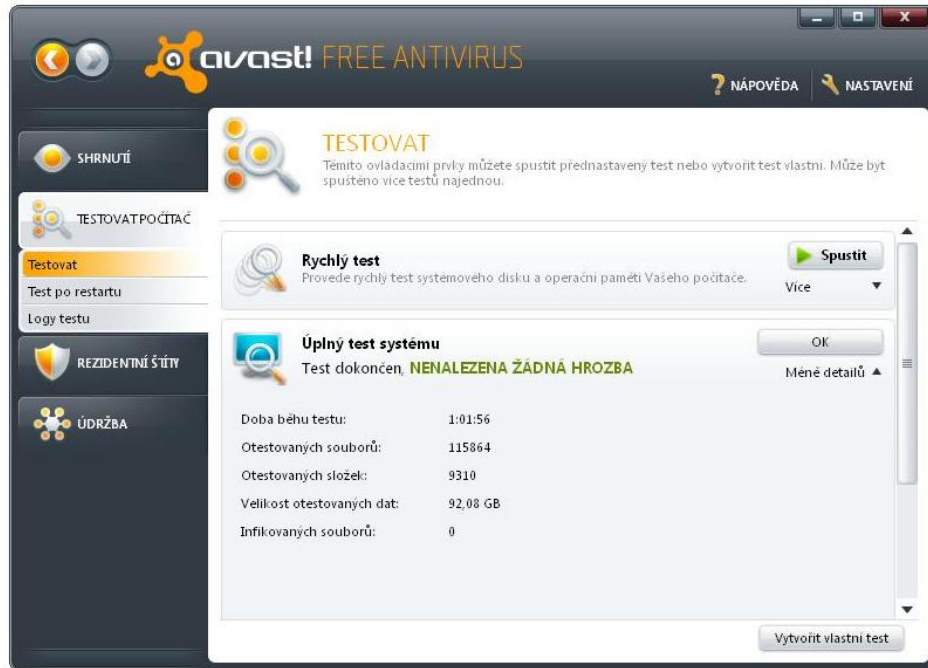 avast! FREE ANTIVIRUS
NÁPOVĚDA
NASTAVENÍ
SHRNUTÍ
TESTOVAT POČÍTAČ
Testovat
Test po restartu
Logy testu
REZIDENTNÍ ŠTÍTY
ÚDRŽBA
TESTOVAT
Těmito ovládacími prvky můžete spustit přednastavený test nebo vytvořit test vlastní. Může být
spuštěno více testů najednou.
Rychlý test
Provede rychlý test systémového disku a operační paměti Vašeho počítače.
Spustit
Více
Úplný test systému
Test dokončen, NENALEZENA ŽÁDNÁ HROZBA
OK
Méně detailů
Doba běhu testu: 1:01:56
Otestovaných souborů: 115864
Otestovaných složek: 9310
Velikost otestovaných dat: 92,08 GB
Infikovaných souborů: 0
Vytvořit vlastní test